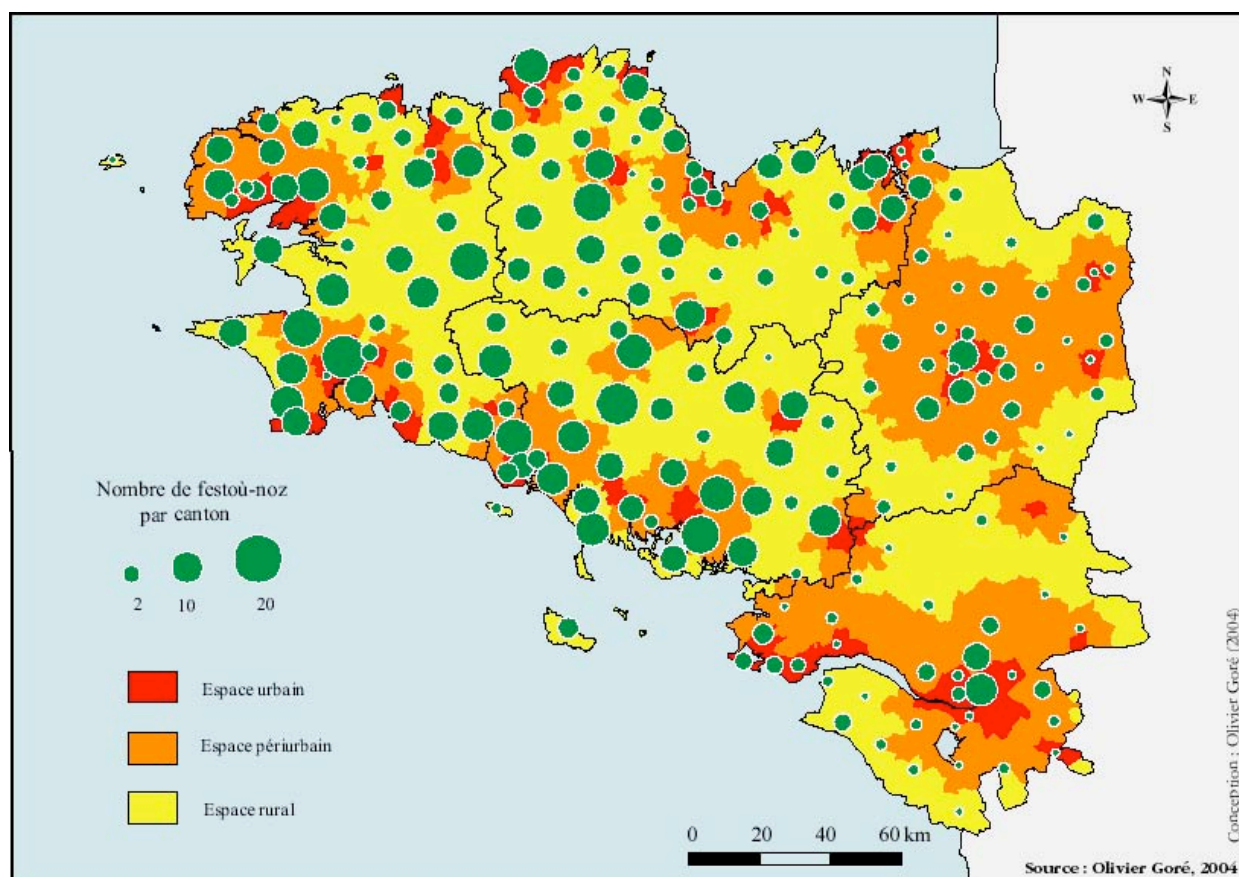 N
W E
S
Nombre de festoù-noz
par canton
2 10 20
Espace urbain
Espace périurbain
Espace rural
0 20 40 60 km
Conception : Olivier Goré (2004)
Source : Olivier Goré, 2004